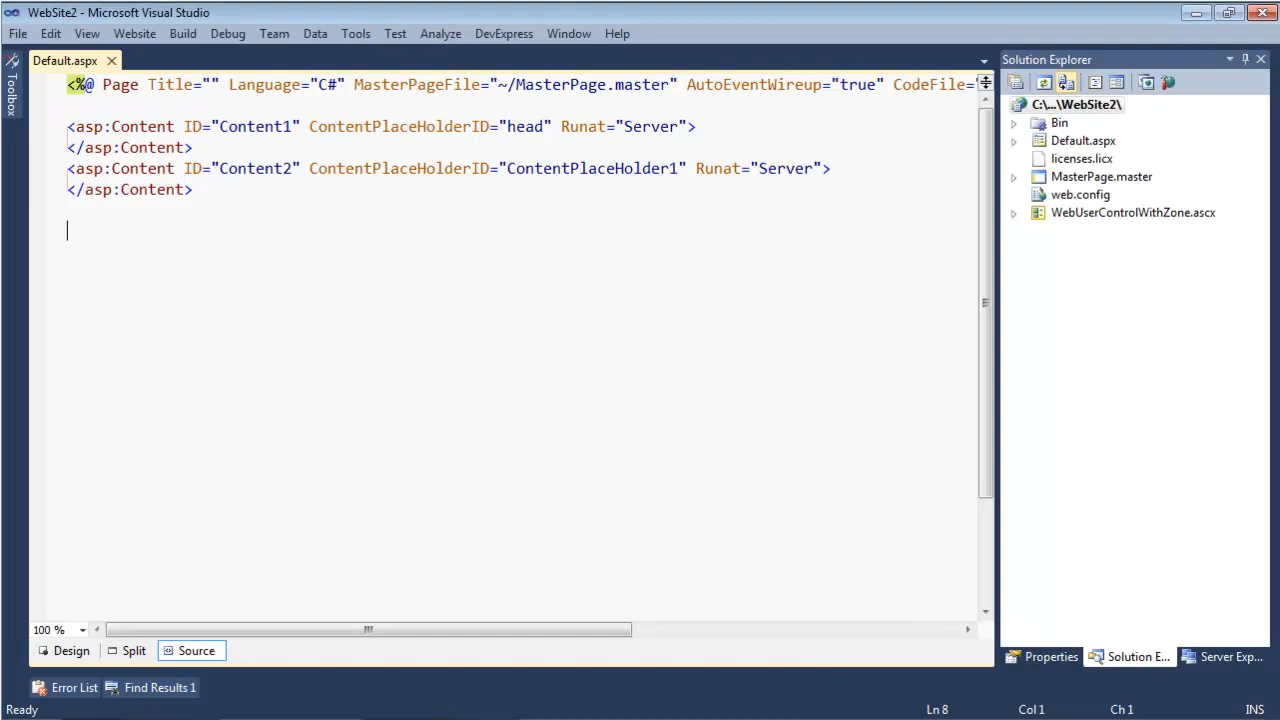 WebSite2 - Microsoft Visual Studio
File Edit View Website Build Debug Team Data Tools Test Analyze DevExpress Window Help
Toolbox
Default.aspx
<%@ Page Title="" Language="C#" MasterPageFile="~/MasterPage.master" AutoEventWireup="true" CodeFile="
<asp:Content ID="Content1" ContentPlaceHolderID="head" Runat="Server">
</asp:Content>
<asp:Content ID="Content2" ContentPlaceHolderID="ContentPlaceHolder1" Runat="Server">
</asp:Content>
100 %
Design Split Source
Solution Explorer
C:\...\WebSite2\
Bin
Default.aspx
licenses.licx
MasterPage.master
web.config
WebUserControlWithZone.ascx
Properties Solution E... Server Exp...
Error List Find Results 1
Ready Ln 8 Col 1 Ch 1 INS